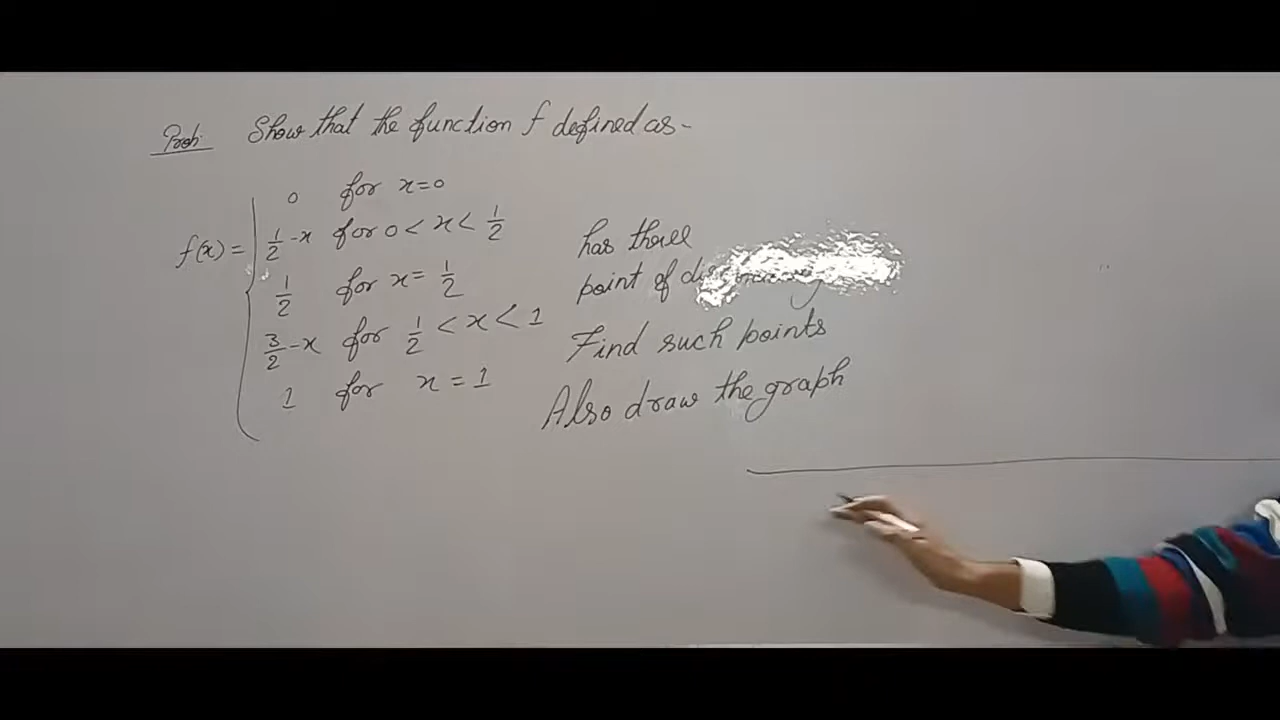 Prob. Show that the function f defined as -
f(x) = { 0 for x=0
1/2 - x for 0 < x < 1/2
1/2 for x = 1/2
3/2 - x for 1/2 < x < 1
1 for x = 1
has three
point of
Find such points
Also draw the graph